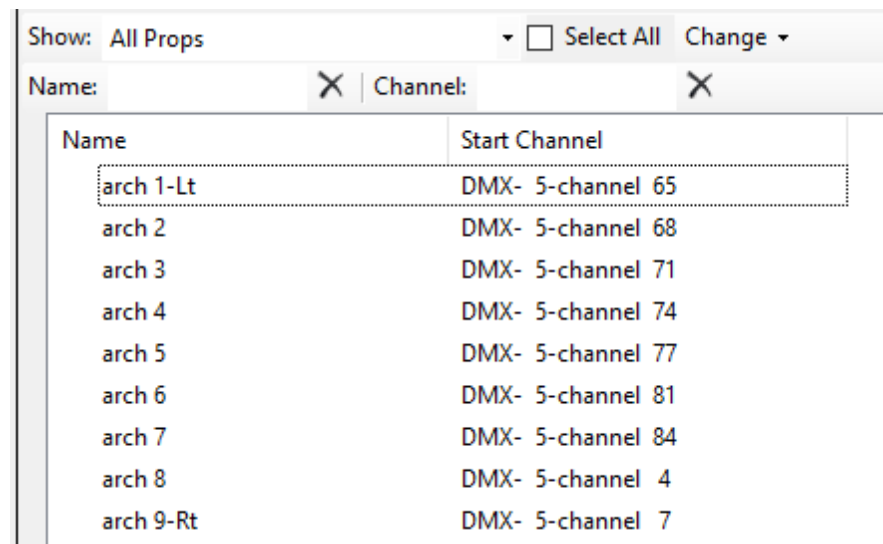 Show: All Props Select All Change
Name: Channel:
Name Start Channel
arch 1-Lt DMX- 5-channel 65
arch 2 DMX- 5-channel 68
arch 3 DMX- 5-channel 71
arch 4 DMX- 5-channel 74
arch 5 DMX- 5-channel 77
arch 6 DMX- 5-channel 81
arch 7 DMX- 5-channel 84
arch 8 DMX- 5-channel 4
arch 9-Rt DMX- 5-channel 7